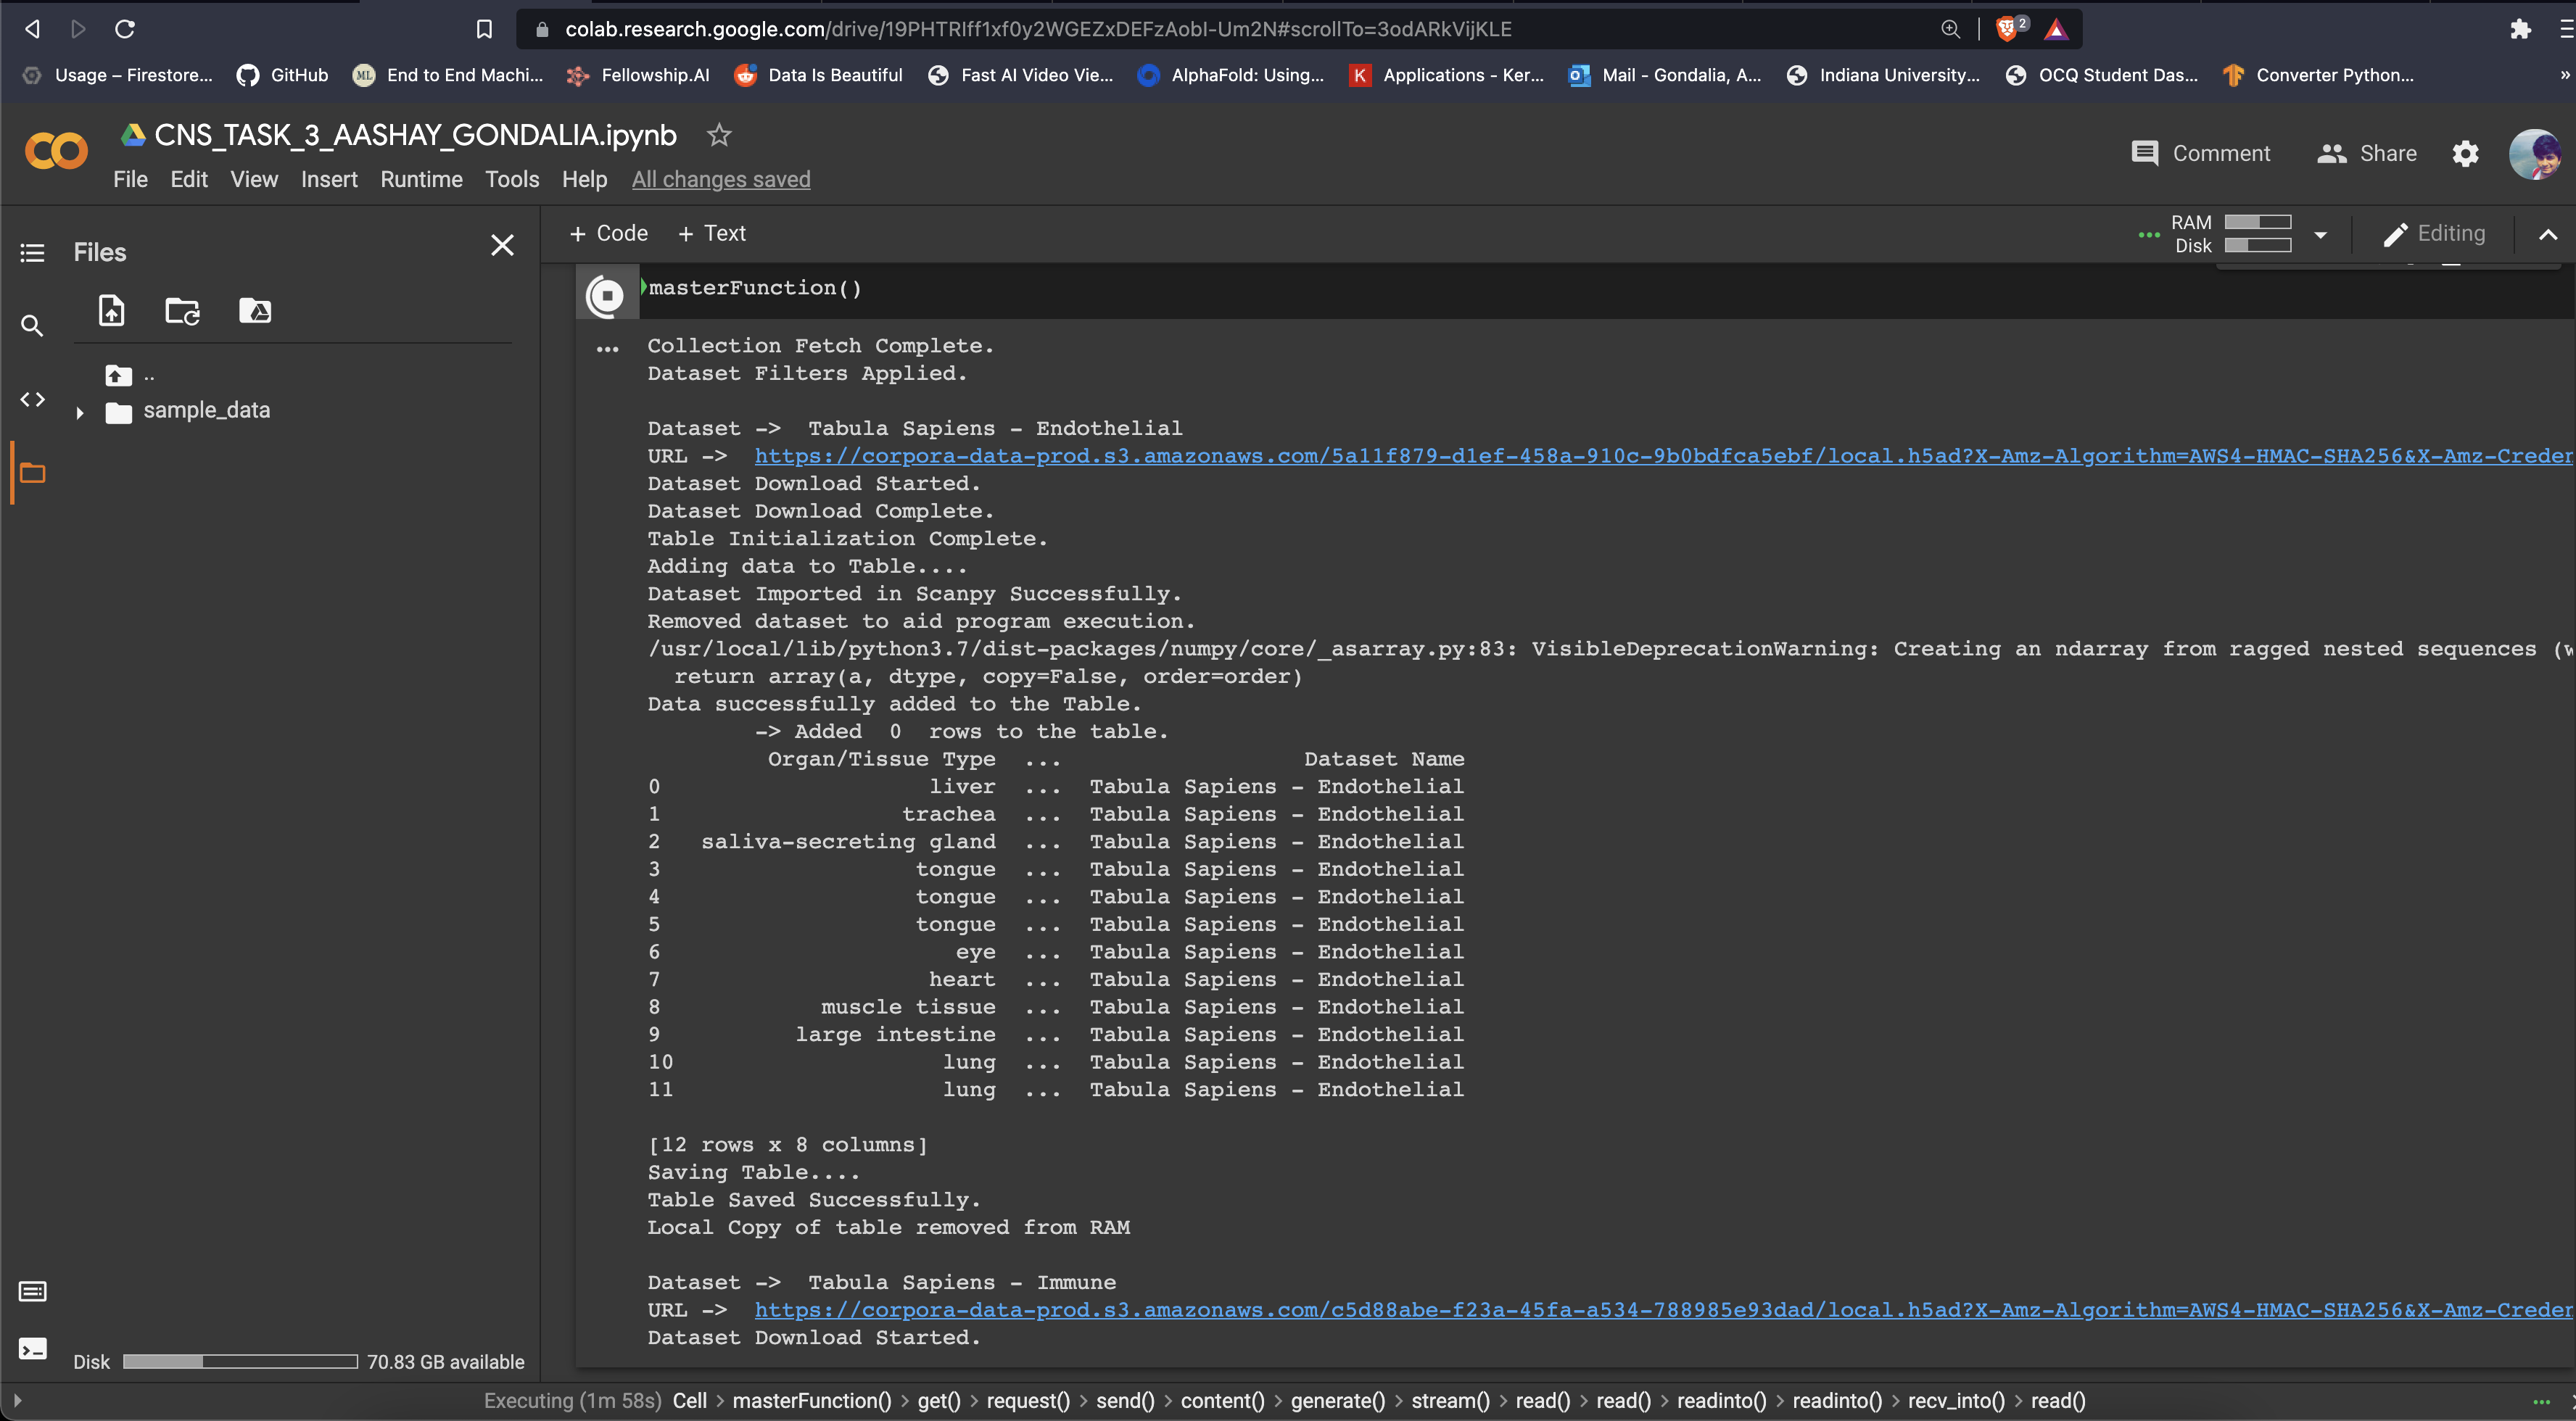 colab.research.google.com/drive/19PHTRIff1xf0y2WGEZxDEFzAobI-Um2N#scrollTo=3odARkVijKLE
2
Usage – Firestore... GitHub ML End to End Machi... Fellowship.AI Data Is Beautiful Fast AI Video Vie... AlphaFold: Using... K Applications - Ker... Mail - Gondalia, A... Indiana University... OCQ Student Das... Converter Python... »
CNS_TASK_3_AASHAY_GONDALIA.ipynb
Comment Share
File Edit View Insert Runtime Tools Help All changes saved
Files
+ Code + Text
RAM
Disk
Editing
..
sample_data
masterFunction()
Collection Fetch Complete.
Dataset Filters Applied.
Dataset -> Tabula Sapiens – Endothelial
URL -> https://corpora-data-prod.s3.amazonaws.com/5a11f879-d1ef-458a-910c-9b0bdfca5ebf/local.h5ad?X-Amz-Algorithm=AWS4-HMAC-SHA256&X-Amz-Creder
Dataset Download Started.
Dataset Download Complete.
Table Initialization Complete.
Adding data to Table....
Dataset Imported in Scanpy Successfully.
Removed dataset to aid program execution.
/usr/local/lib/python3.7/dist-packages/numpy/core/_asarray.py:83: VisibleDeprecationWarning: Creating an ndarray from ragged nested sequences (w
return array(a, dtype, copy=False, order=order)
Data successfully added to the Table.
-> Added 0 rows to the table.
Organ/Tissue Type ... Dataset Name
0 liver ... Tabula Sapiens – Endothelial
1 trachea ... Tabula Sapiens – Endothelial
2 saliva-secreting gland ... Tabula Sapiens – Endothelial
3 tongue ... Tabula Sapiens – Endothelial
4 tongue ... Tabula Sapiens – Endothelial
5 tongue ... Tabula Sapiens – Endothelial
6 eye ... Tabula Sapiens – Endothelial
7 heart ... Tabula Sapiens – Endothelial
8 muscle tissue ... Tabula Sapiens – Endothelial
9 large intestine ... Tabula Sapiens – Endothelial
10 lung ... Tabula Sapiens – Endothelial
11 lung ... Tabula Sapiens – Endothelial
[12 rows x 8 columns]
Saving Table....
Table Saved Successfully.
Local Copy of table removed from RAM
Dataset -> Tabula Sapiens – Immune
URL -> https://corpora-data-prod.s3.amazonaws.com/c5d88abe-f23a-45fa-a534-788985e93dad/local.h5ad?X-Amz-Algorithm=AWS4-HMAC-SHA256&X-Amz-Creder
Dataset Download Started.
Disk 70.83 GB available
Executing (1m 58s) Cell > masterFunction() > get() > request() > send() > content() > generate() > stream() > read() > read() > readinto() > readinto() > recv_into() > read()